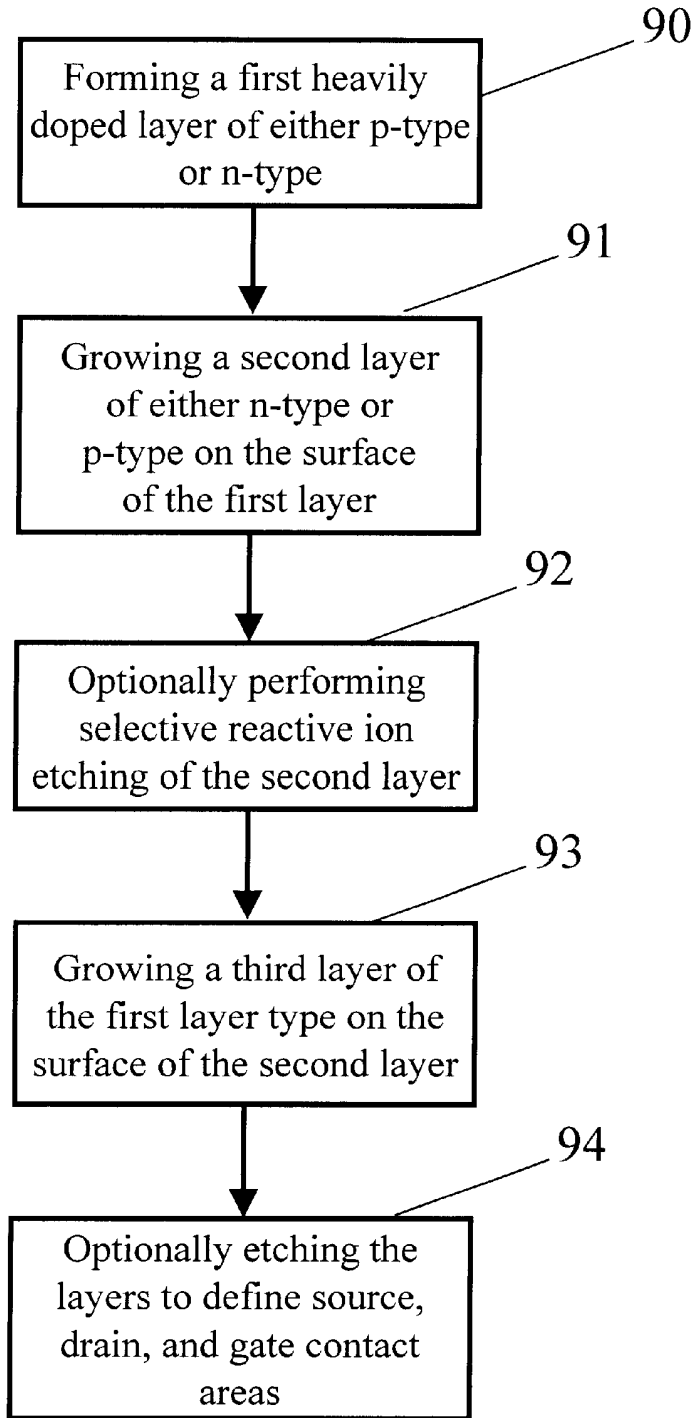 90
Forming a first heavily
doped layer of either p-type
or n-type
91
Growing a second layer
of either n-type or
p-type on the surface
of the first layer
92
Optionally performing
selective reactive ion
etching of the second layer
93
Growing a third layer of
the first layer type on the
surface of the second layer
94
Optionally etching the
layers to define source,
drain, and gate contact
areas